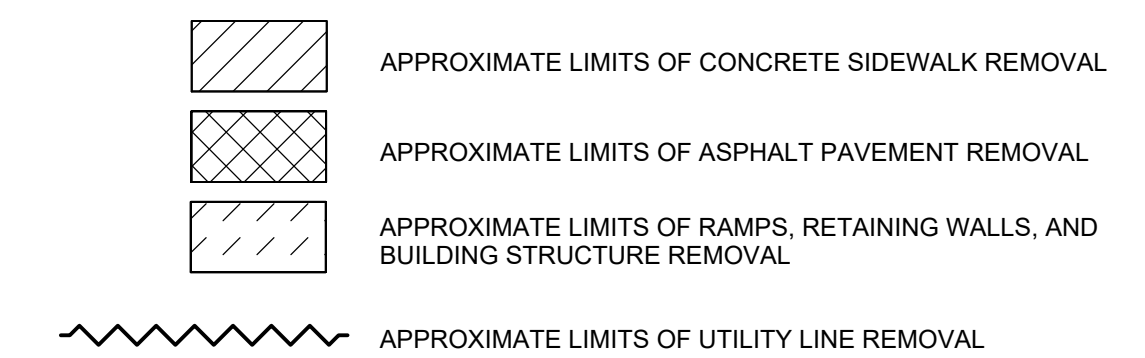 APPROXIMATE LIMITS OF CONCRETE SIDEWALK REMOVAL
APPROXIMATE LIMITS OF ASPHALT PAVEMENT REMOVAL
APPROXIMATE LIMITS OF RAMPS, RETAINING WALLS, AND
BUILDING STRUCTURE REMOVAL
APPROXIMATE LIMITS OF UTILITY LINE REMOVAL